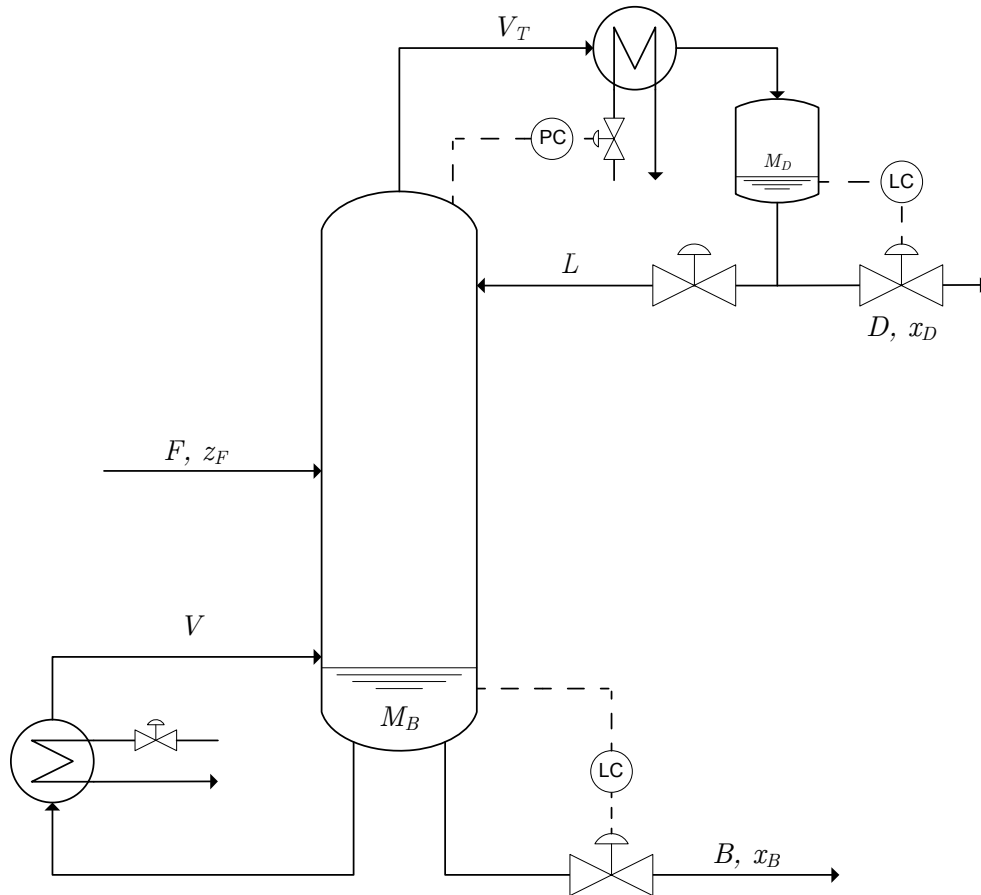 V_T
PC
M_D
LC
L
D, x_D
F, z_F
V
M_B
LC
B, x_B